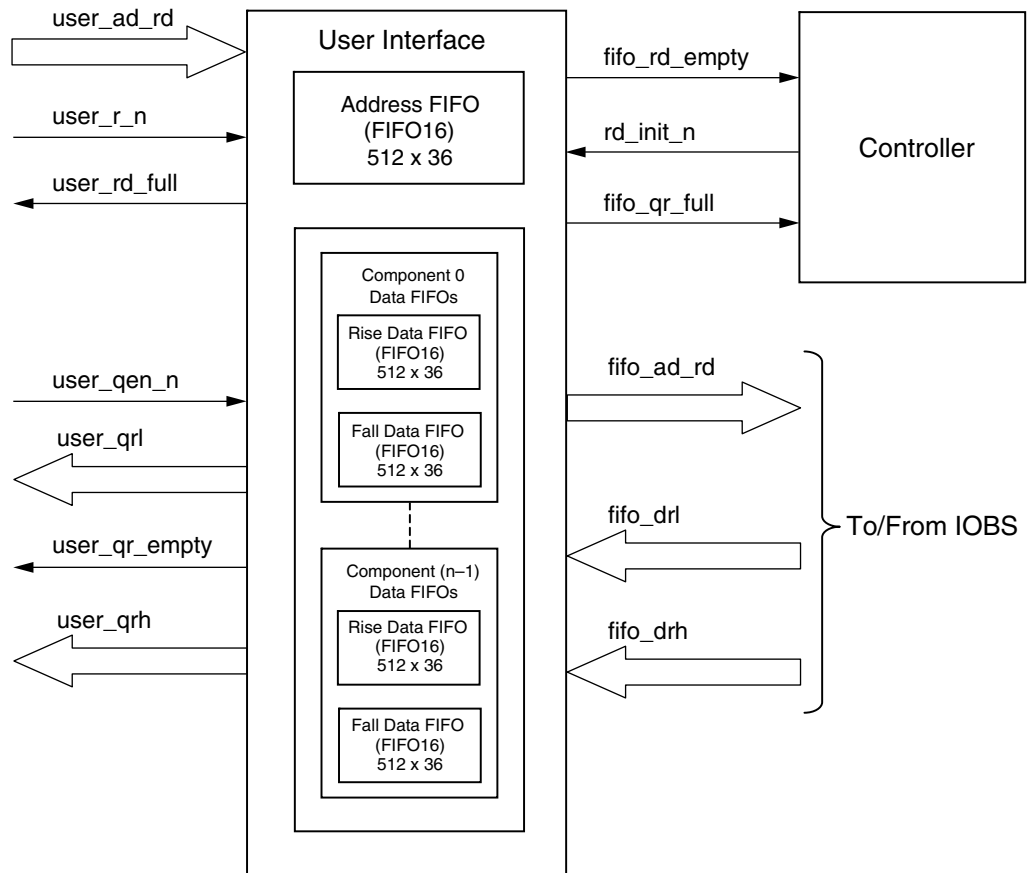 user_ad_rd
user_r_n
user_rd_full
user_qen_n
user_qrl
user_qr_empty
user_qrh
User Interface
Address FIFO
(FIFO16)
512 x 36
Component 0
Data FIFOs
Rise Data FIFO
(FIFO16)
512 x 36
Fall Data FIFO
(FIFO16)
512 x 36
Component (n–1)
Data FIFOs
Rise Data FIFO
(FIFO16)
512 x 36
Fall Data FIFO
(FIFO16)
512 x 36
fifo_rd_empty
rd_init_n
fifo_qr_full
Controller
fifo_ad_rd
fifo_drl
fifo_drh
To/From IOBS